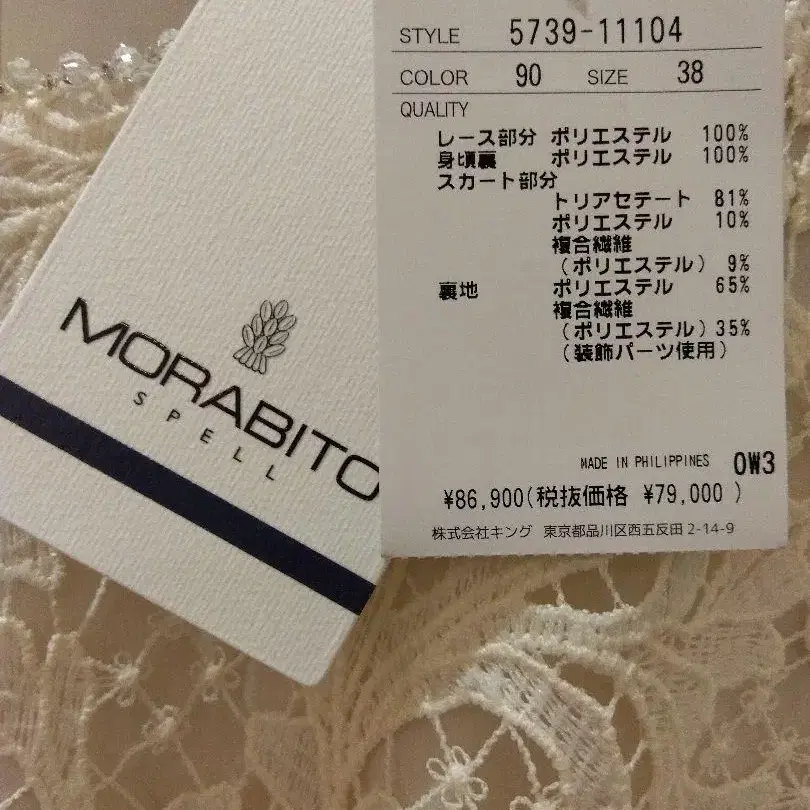 MORABITO
SPELL
STYLE 5739-11104
COLOR 90 SIZE 38
QUALITY
レース部分 ポリエステル 100%
身頃裏 ポリエステル 100%
スカート部分
トリアセテート 81%
ポリエステル 10%
複合繊維
(ポリエステル) 9%
裏地 ポリエステル 65%
複合繊維
(ポリエステル) 35%
(装飾パーツ使用)
MADE IN PHILIPPINES 0W3
¥86,900(税抜価格 ¥79,000 )
株式会社キング 東京都品川区西五反田2-14-9